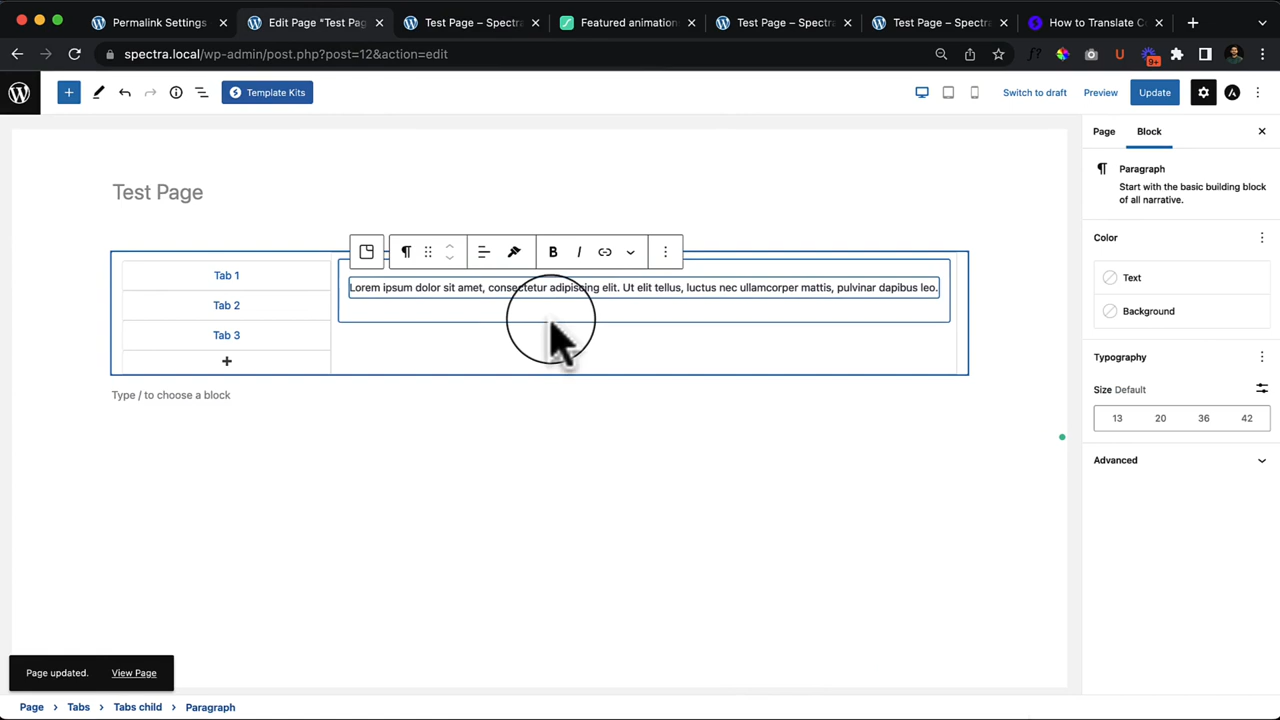 Permalink Settings
Edit Page "Test Pag
Test Page – Spectra
Featured animation
Test Page – Spectra
Test Page – Spectra
How to Translate C
spectra.local/wp-admin/post.php?post=12&action=edit
f?
U
9+
Template Kits
Switch to draft
Preview
Update
Page
Block
Paragraph
Start with the basic building block
of all narrative.
Color
Text
Background
Typography
Size Default
13 20 36 42
Advanced
Test Page
B I
Tab 1
Tab 2
Tab 3
Lorem ipsum dolor sit amet, consectetur adipiscing elit. Ut elit tellus, luctus nec ullamcorper mattis, pulvinar dapibus leo.
Type / to choose a block
Page updated. View Page
Page > Tabs > Tabs child > Paragraph